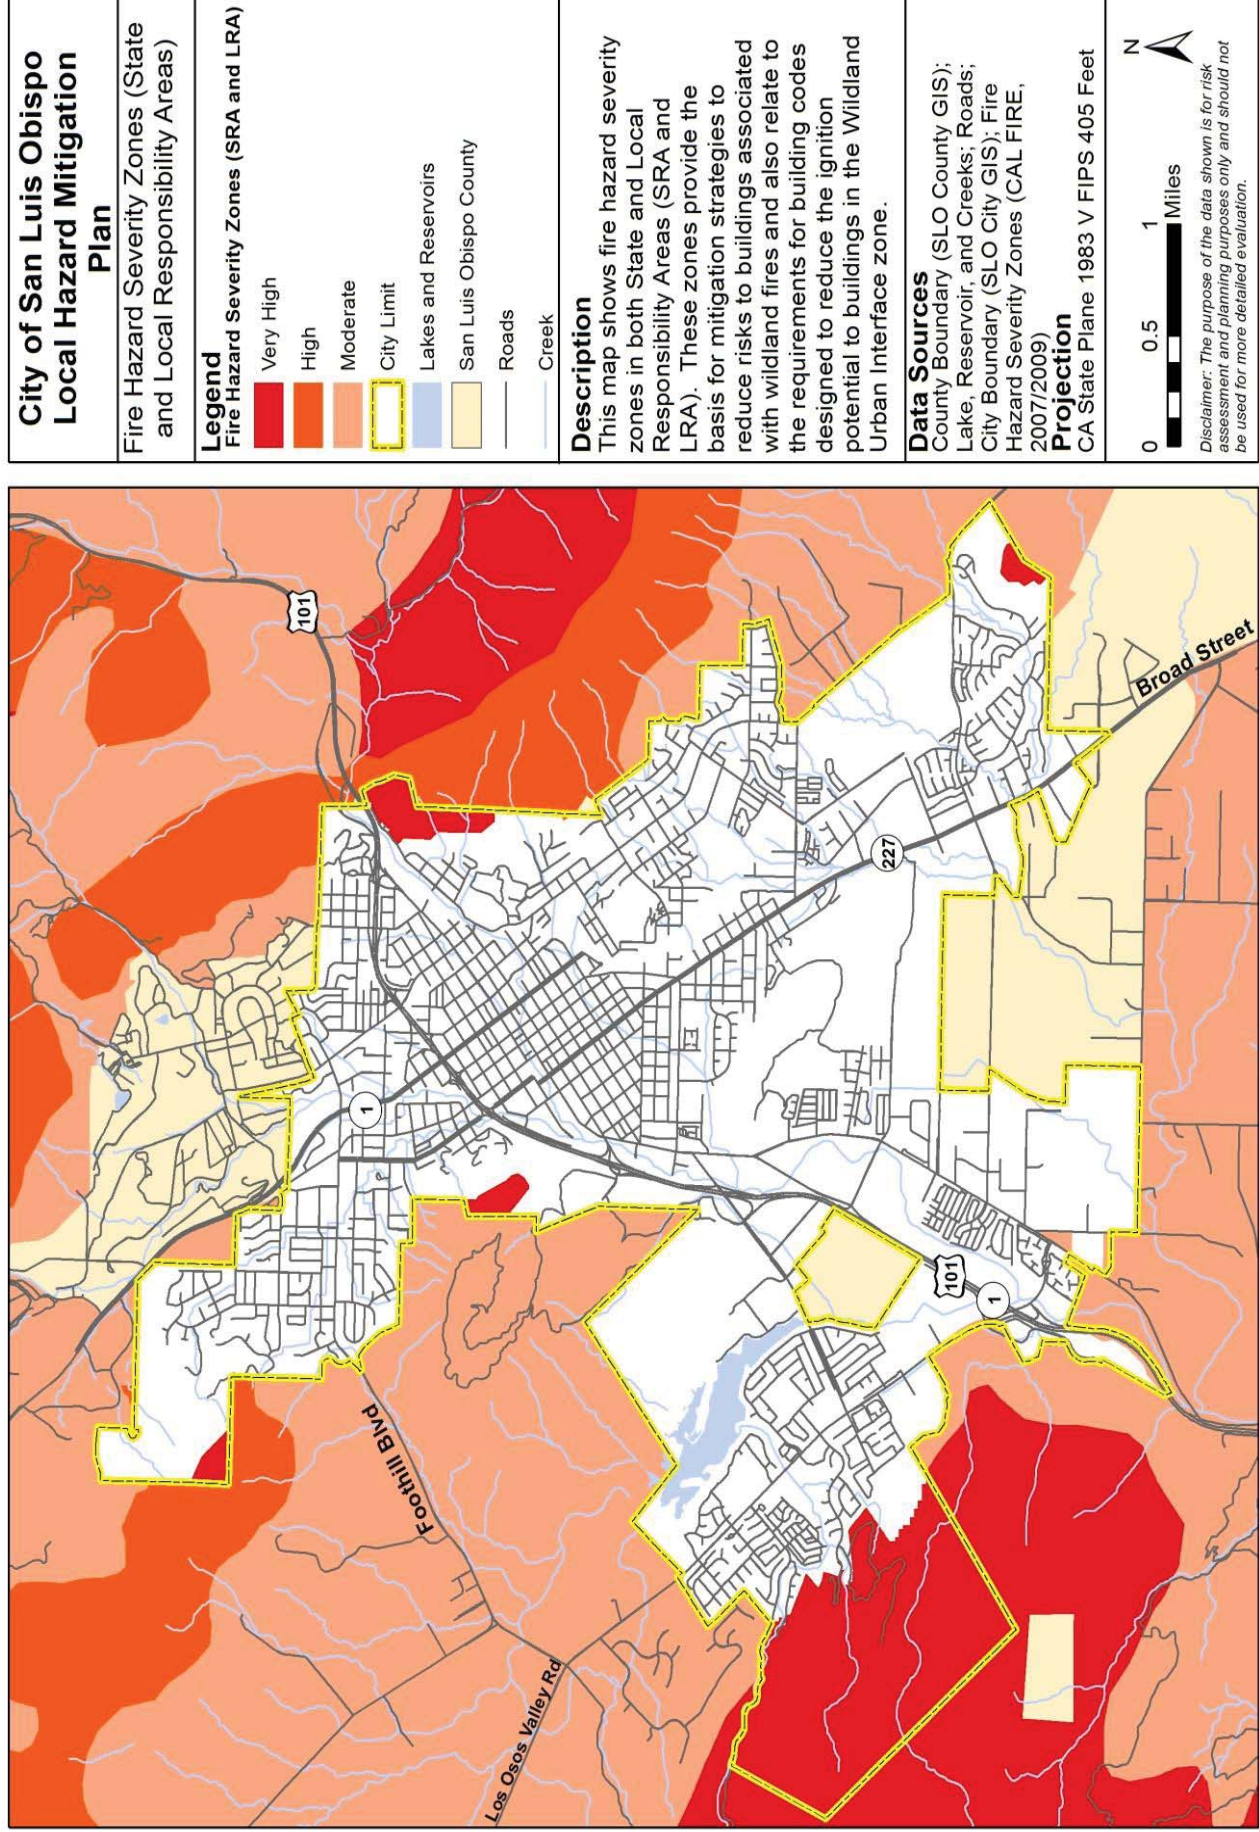 City of San Luis Obispo
Local Hazard Mitigation
Plan
Fire Hazard Severity Zones (State
and Local Responsibility Areas)
Legend
Fire Hazard Severity Zones (SRA and LRA)
Very High
High
Moderate
City Limit
Lakes and Reservoirs
San Luis Obispo County
Roads
Creek
Description
This map shows fire hazard severity
zones in both State and Local
Responsibility Areas (SRA and
LRA). These zones provide the
basis for mitigation strategies to
reduce risks to buildings associated
with wildland fires and also relate to
the requirements for building codes
designed to reduce the ignition
potential to buildings in the Wildland
Urban Interface zone.
Data Sources
County Boundary (SLO County GIS);
Lake, Reservoir, and Creeks; Roads;
City Boundary (SLO City GIS); Fire
Hazard Severity Zones (CAL FIRE,
2007/2009)
Projection
CA State Plane 1983 V FIPS 405 Feet
0 0.5 1
Miles
N
Disclaimer: The purpose of the data shown is for risk
assessment and planning purposes only and should not
be used for more detailed evaluation.
101
1
Foothill Blvd
Los Osos Valley Rd
227
101
1
Broad Street